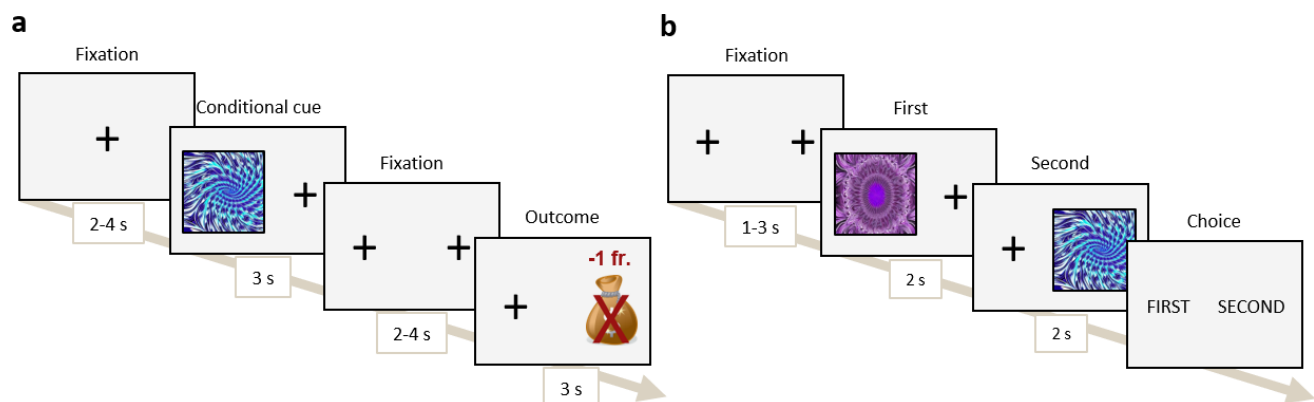 a
Fixation
Conditional cue
Fixation
Outcome
-1 fr.
2-4 s
3 s
2-4 s
3 s
b
Fixation
First
Second
Choice
FIRST SECOND
1-3 s
2 s
2 s